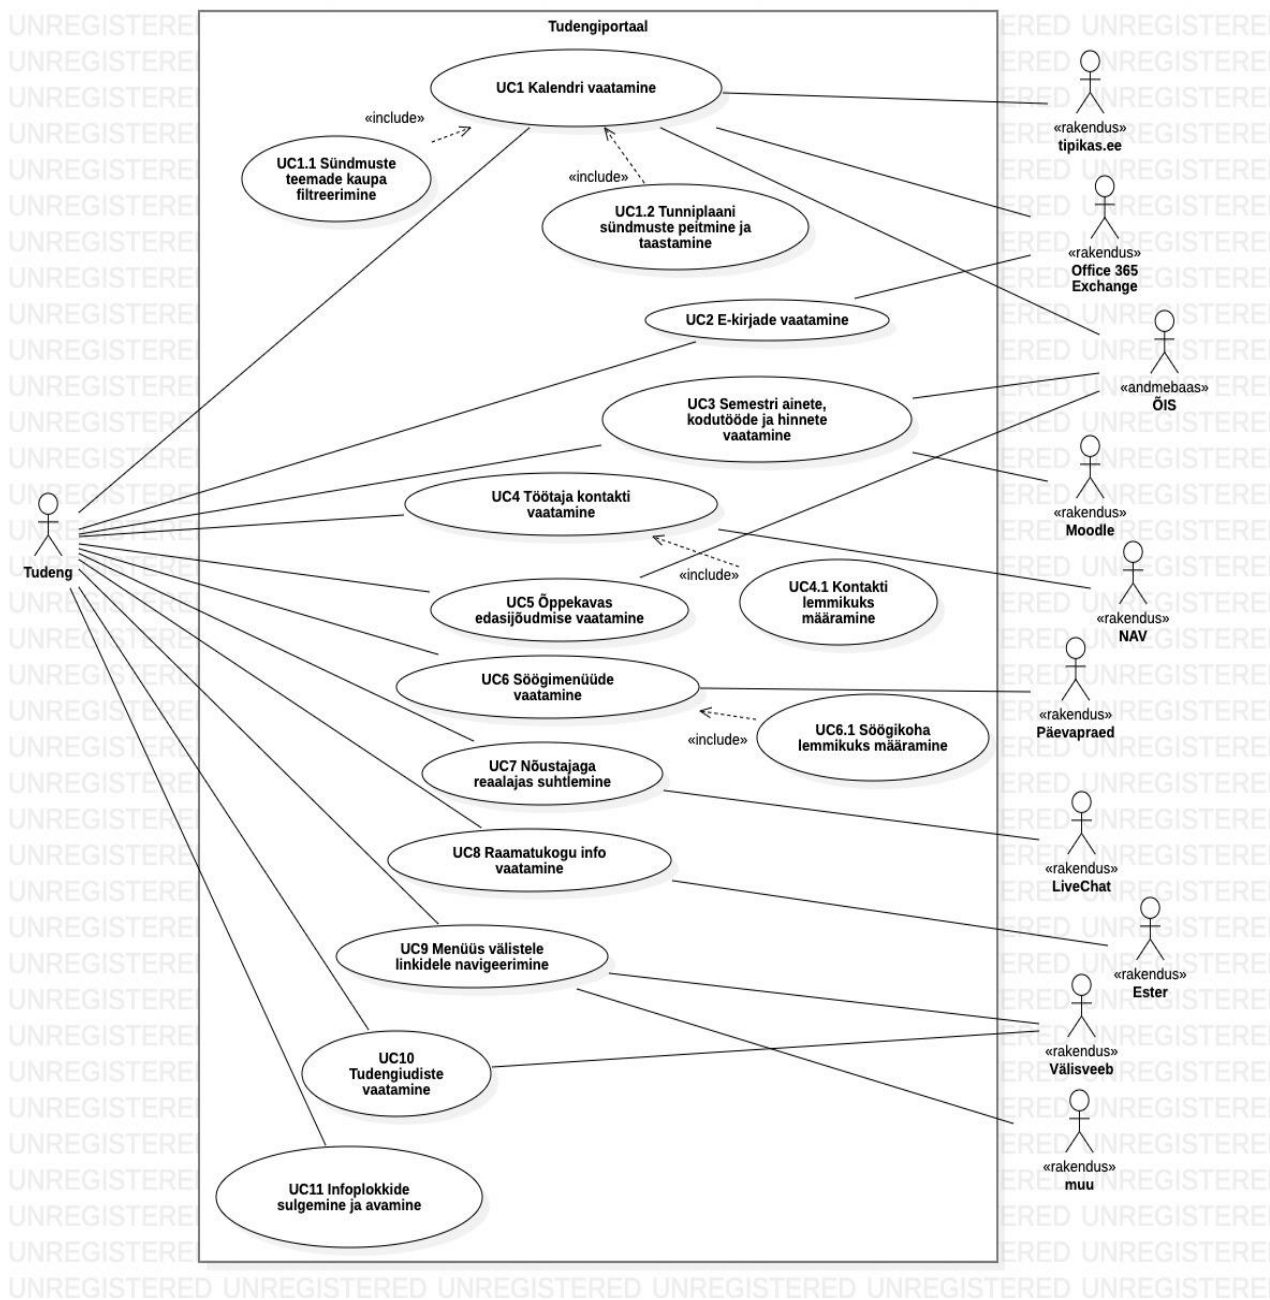 Tudengiportaal
UC1 Kalendri vaatamine
«include»
UC1.1 Sündmuste
teemade kaupa
filtreerimine
«include»
UC1.2 Tunniplaani
sündmuste peitmine ja
taastamine
UC2 E-kirjade vaatamine
UC3 Semestri ainete,
kodutööde ja hinnete
vaatamine
UC4 Töötaja kontakti
vaatamine
«include»
UC4.1 Kontakti
lemmikuks
määramine
UC5 Õppekavas
edasijõudmise vaatamine
UC6 Söögimenüüde
vaatamine
«include»
UC6.1 Söögikoha
lemmikuks määramine
UC7 Nõustajaga
reaalajas suhtlemine
UC8 Raamatukogu info
vaatamine
UC9 Menüüs välistele
linkidele navigeerimine
UC10
Tudengiudiste
vaatamine
UC11 Infoplokkide
sulgemine ja avamine
Tudeng
«rakendus»
tipikas.ee
«rakendus»
Office 365
Exchange
«andmebaas»
ÕIS
«rakendus»
Moodle
«rakendus»
NAV
«rakendus»
Päevapraed
«rakendus»
LiveChat
«rakendus»
Ester
«rakendus»
Välisveeb
«rakendus»
muu
UNREGISTERED UNREGISTERED UNREGISTERED UNREGISTERED UNREGISTERED UNREGISTERE